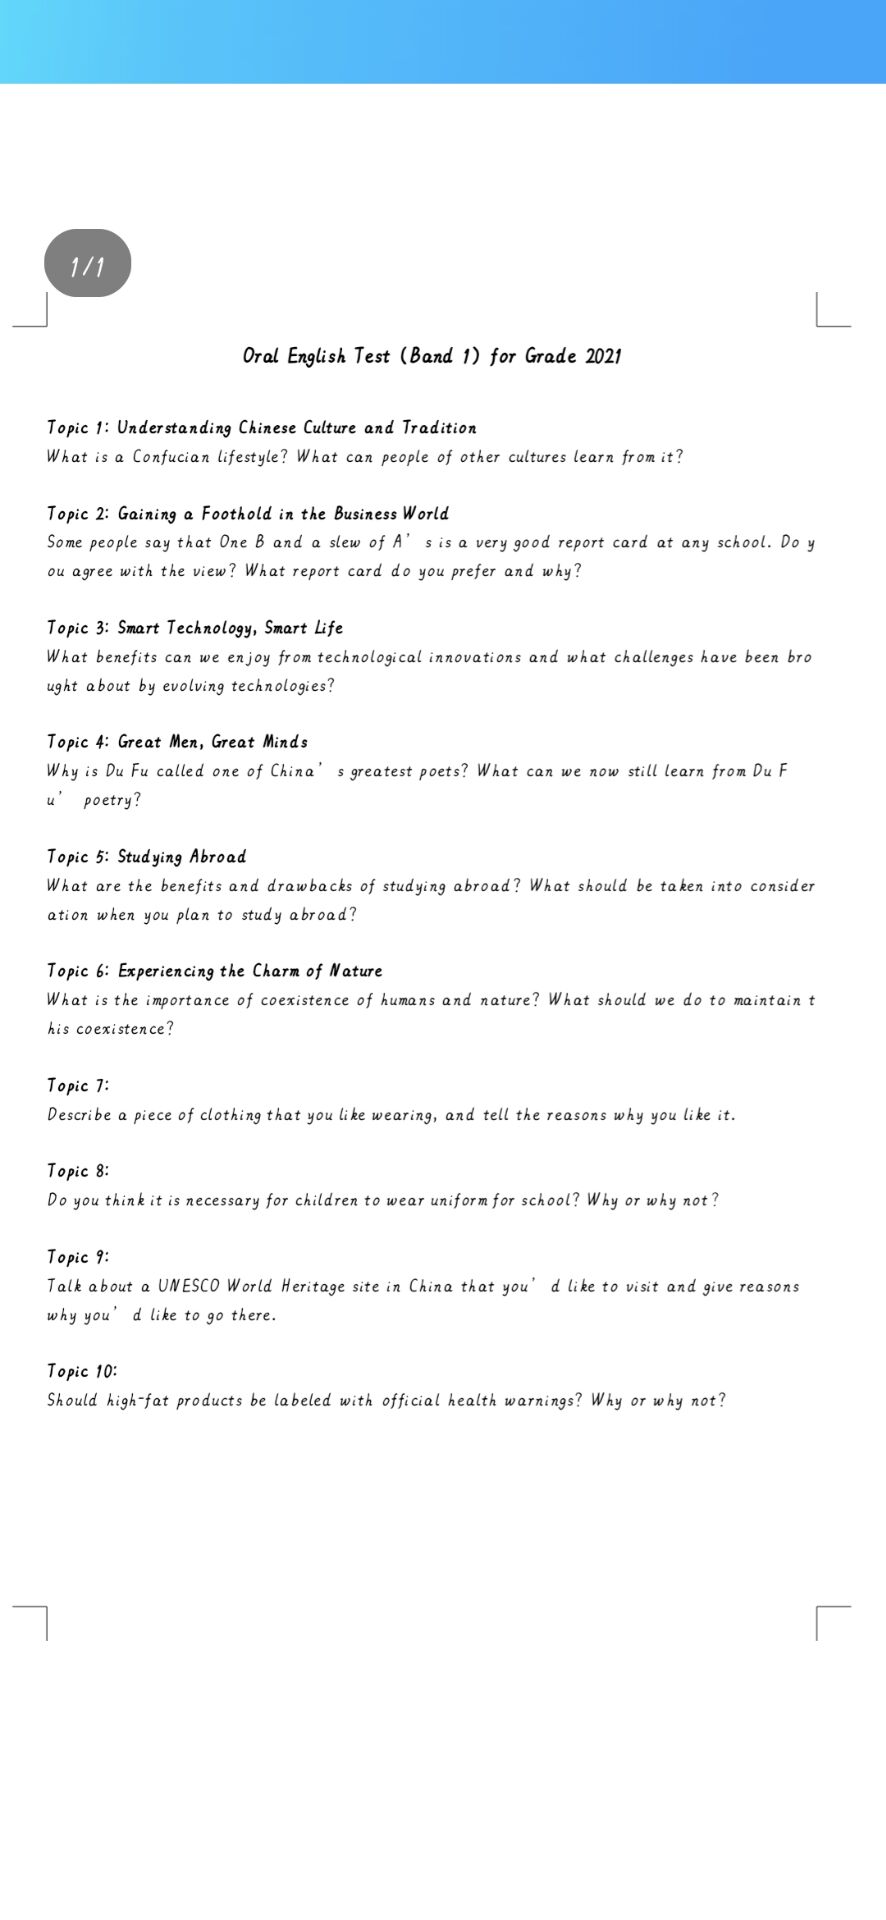 1/1
Oral English Test (Band 1) for Grade 2021
Topic 1: Understanding Chinese Culture and Tradition
What is a Confucian lifestyle? What can people of other cultures learn from it?
Topic 2: Gaining a Foothold in the Business World
Some people say that One B and a slew of A’ s is a very good report card at any school. Do y
ou agree with the view? What report card do you prefer and why?
Topic 3: Smart Technology, Smart Life
What benefits can we enjoy from technological innovations and what challenges have been bro
ught about by evolving technologies?
Topic 4: Great Men, Great Minds
Why is Du Fu called one of China’ s greatest poets? What can we now still learn from Du F
u’ poetry?
Topic 5: Studying Abroad
What are the benefits and drawbacks of studying abroad? What should be taken into consider
ation when you plan to study abroad?
Topic 6: Experiencing the Charm of Nature
What is the importance of coexistence of humans and nature? What should we do to maintain t
his coexistence?
Topic 7:
Describe a piece of clothing that you like wearing, and tell the reasons why you like it.
Topic 8:
Do you think it is necessary for children to wear uniform for school? Why or why not?
Topic 9:
Talk about a UNESCO World Heritage site in China that you’ d like to visit and give reasons
why you’ d like to go there.
Topic 10:
Should high-fat products be labeled with official health warnings? Why or why not?